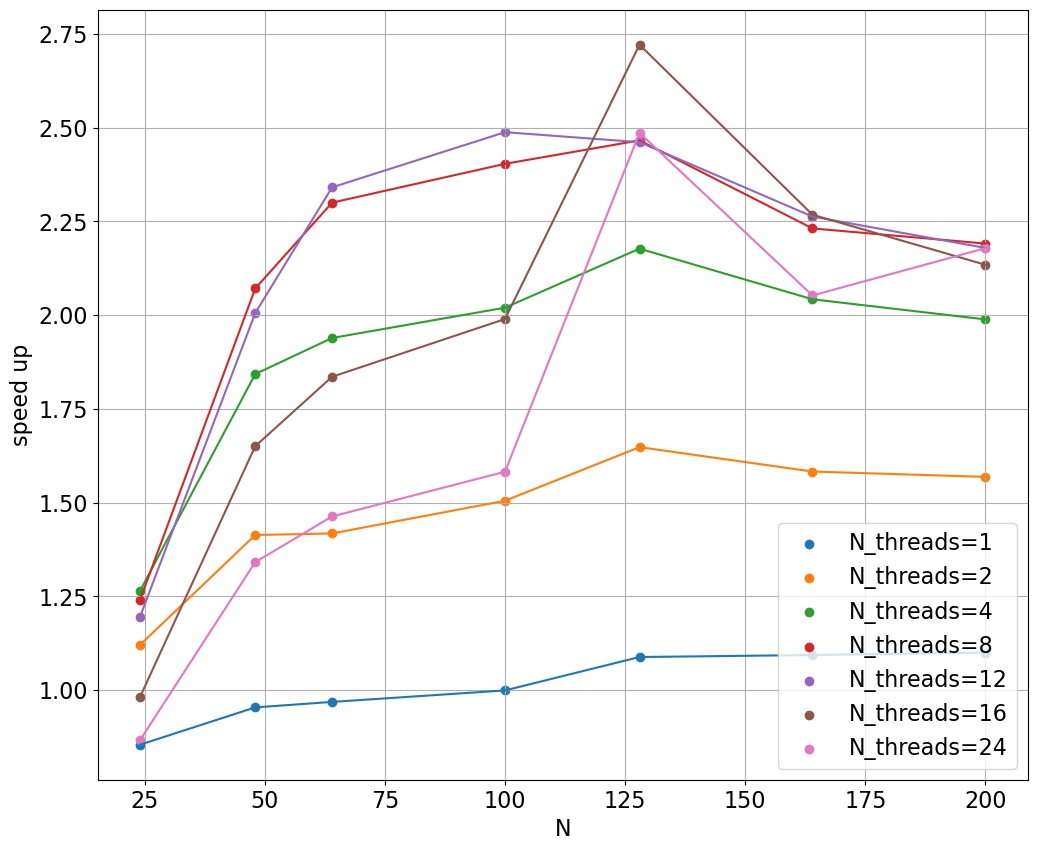 2.75
2.50
2.25
2.00
1.75
1.50
1.25
1.00
speed up
25 50 75 100 125 150 175 200
N
N_threads=1
N_threads=2
N_threads=4
N_threads=8
N_threads=12
N_threads=16
N_threads=24